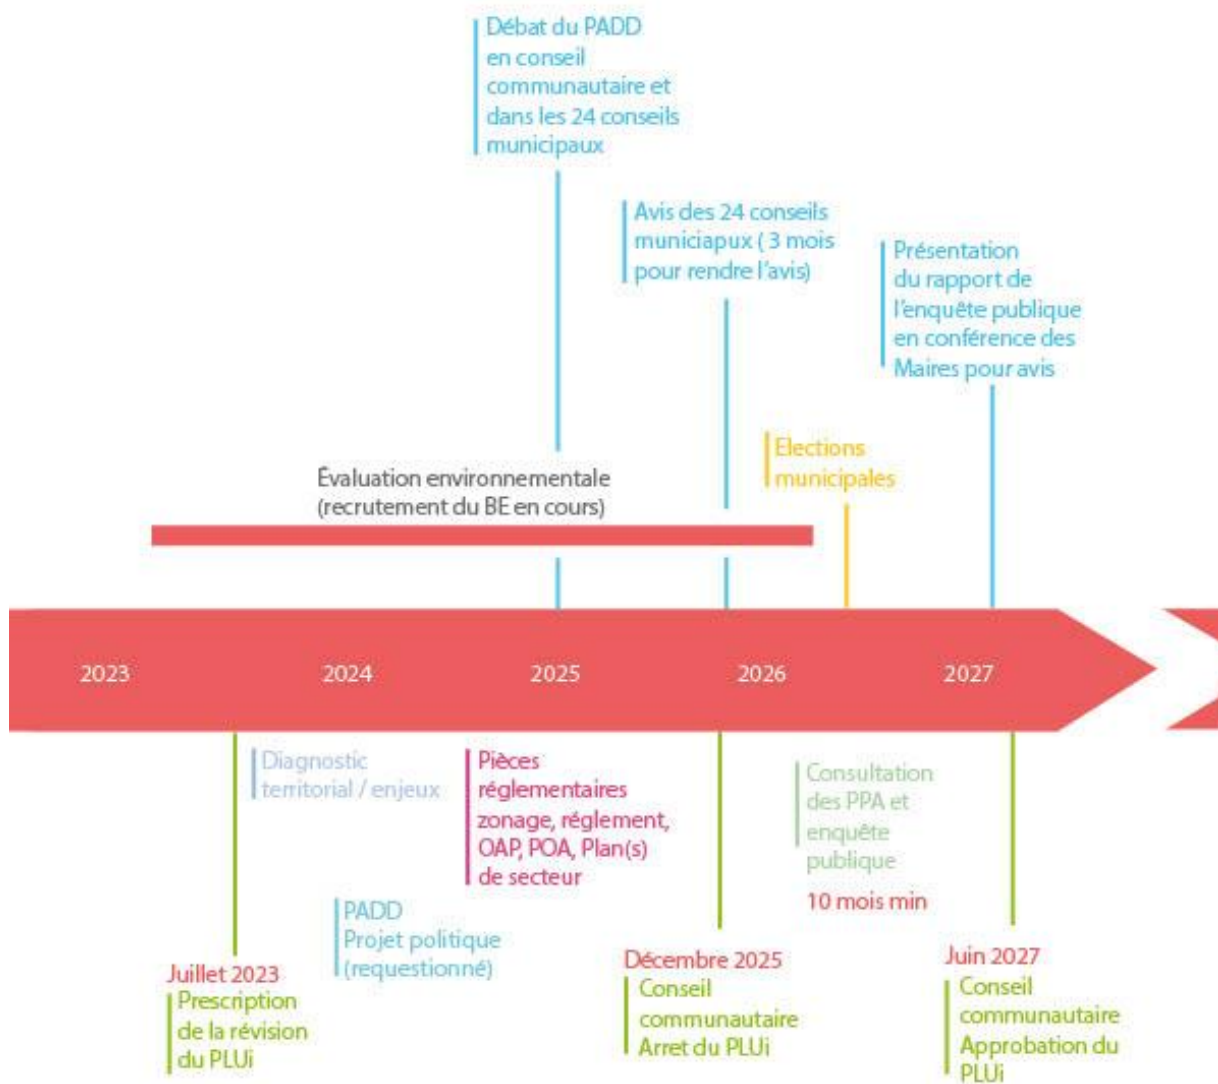 Débat du PADD
en conseil
communautaire et
dans les 24 conseils
municipaux
Avis des 24 conseils
municiapux ( 3 mois
pour rendre l'avis)
Présentation
du rapport de
l'enquête publique
en conférence des
Maires pour avis
Elections
municipales
Évaluation environnementale
(recrutement du BE en cours)
2023
2024
2025
2026
2027
Diagnostic
territorial / enjeux
Pièces
réglementaires
zonage, réglement,
OAP, POA, Plan(s)
de secteur
Consultation
des PPA et
enquête
publique
10 mois min
PADD
Projet politique
(requestionné)
Juillet 2023
Prescription
de la révision
du PLUi
Décembre 2025
Conseil
communautaire
Arret du PLUi
Juin 2027
Conseil
communautaire
Approbation du
PLUi